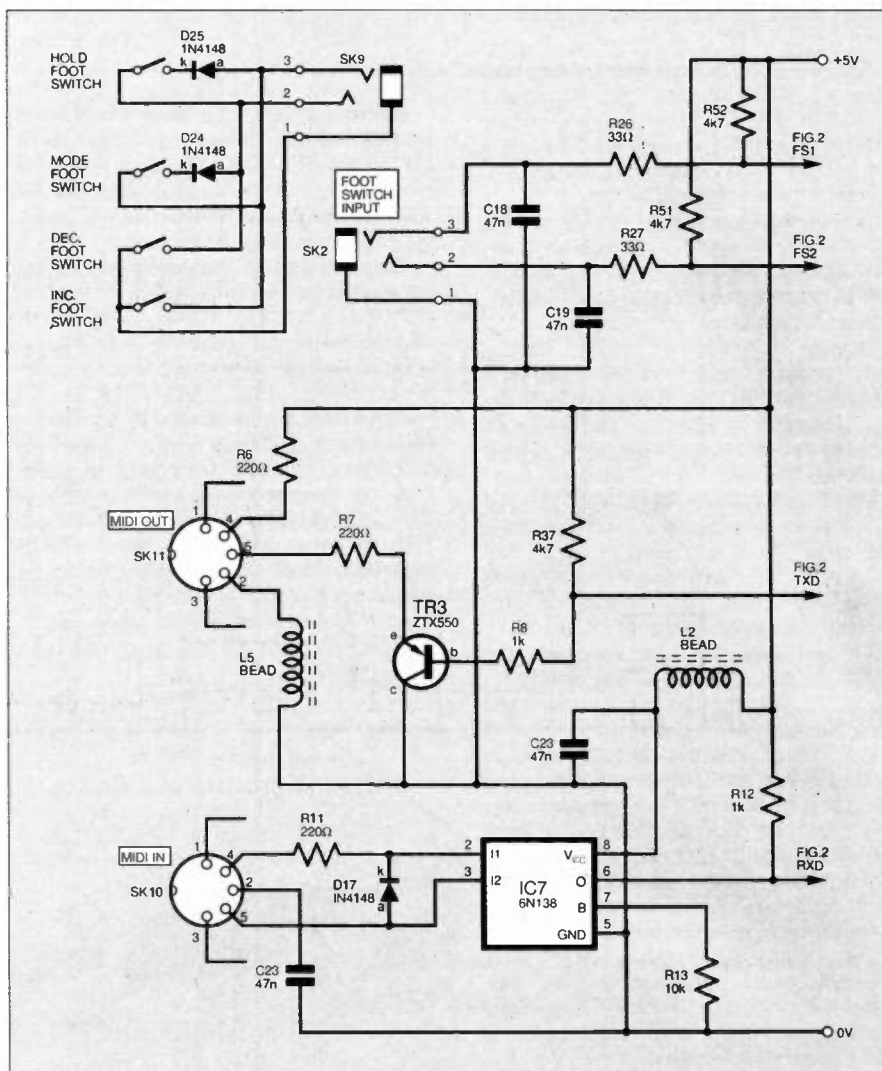 HOLD
FOOT
SWITCH
D25
1N4148
k
a
3
SK9
2
1
MODE
FOOT
SWITCH
D24
1N4148
k
a
DEC.
FOOT
SWITCH
INC.
FOOT
SWITCH
FOOT
SWITCH
INPUT
SK2
3
2
1
C18
47n
C19
47n
R26
33Ω
R27
33Ω
R52
4k7
R51
4k7
+5V
FIG.2
FS1
FIG.2
FS2
MIDI OUT
SK11
1
4
5
2
3
R6
220Ω
R7
220Ω
L5
BEAD
TR3
ZTX550
e
b
c
R8
1k
R37
4k7
FIG.2
TXD
L2
BEAD
C23
47n
R12
1k
MIDI IN
SK10
1
4
2
5
3
R11
220Ω
D17
IN4148
k
a
C23
47n
2
I1
3
I2
IC7
6N138
VCC
8
O
6
B
7
GND
5
FIG.2
RXD
R13
10k
0V